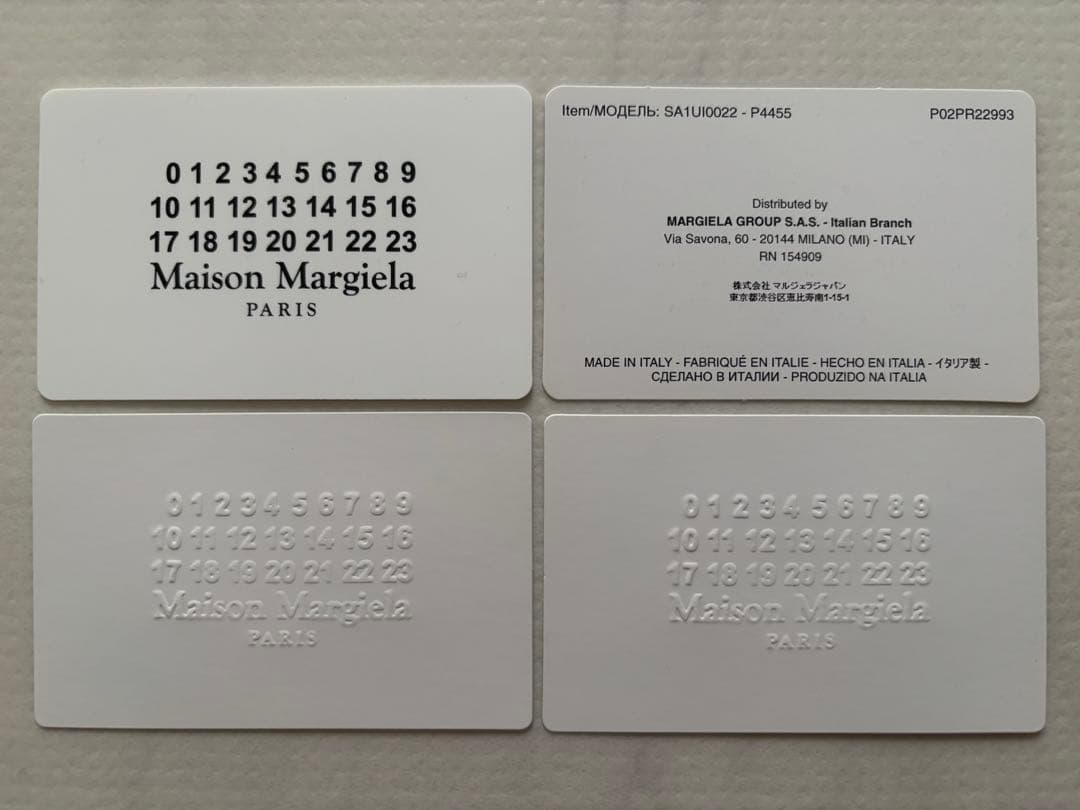 0 1 2 3 4 5 6 7 8 9
10 11 12 13 14 15 16
17 18 19 20 21 22 23
Maison Margiela
PARIS
Item/МОДЕЛЬ: SA1UI0022 - P4455
P02PR22993
Distributed by
MARGIELA GROUP S.A.S. - Italian Branch
Via Savona, 60 - 20144 MILANO (MI) - ITALY
RN 154909
株式会社 マルジェラジャパン
東京都渋谷区恵比寿南1-15-1
MADE IN ITALY - FABRIQUÉ EN ITALIE - HECHO EN ITALIA - イタリア製 -
СДЕЛАНО В ИТАЛИИ - PRODUZIDO NA ITALIA
0 1 2 3 4 5 6 7 8 9
10 11 12 13 14 15 16
17 18 19 20 21 22 23
Maison Margiela
PARIS
0 1 2 3 4 5 6 7 8 9
10 11 12 13 14 15 16
17 18 19 20 21 22 23
Maison Margiela
PARIS